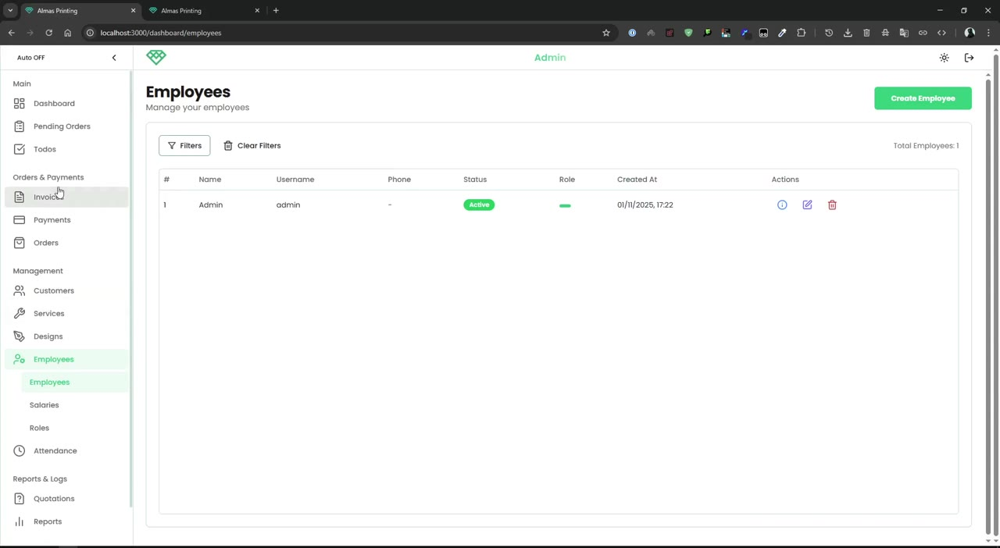 Almas Printing
Almas Printing
localhost:3000/dashboard/employees
Auto OFF
Admin
Main
Dashboard
Pending Orders
Todos
Orders & Payments
Payments
Orders
Management
Customers
Services
Designs
Employees
Employees
Salaries
Roles
Attendance
Reports & Logs
Quotations
Reports
Employees
Manage your employees
Create Employee
Filters
Clear Filters
Total Employees: 1
# Name Username Phone Status Role Created At Actions
1 Admin admin - Active 01/11/2025, 17:22